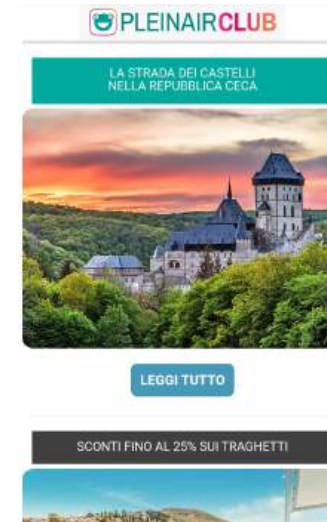 PLEINAIRCLUB
LA STRADA DEI CASTELLI
NELLA REPUBBLICA CECA
LEGGI TUTTO
SCONTI FINO AL 25% SUI TRAGHETTI